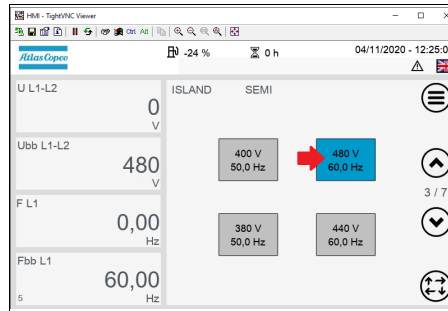 HMI - TightVNC Viewer
Ctrl Alt
Atlas Copco
-24 %
0 h
04/11/2020 - 12:25:0
U L1-L2
0
V
ISLAND SEMI
Ubb L1-L2
480
V
400 V
50,0 Hz
480 V
60,0 Hz
3 / 7
F L1
0,00
Hz
380 V
50,0 Hz
440 V
60,0 Hz
Fbb L1
60,00
5
Hz